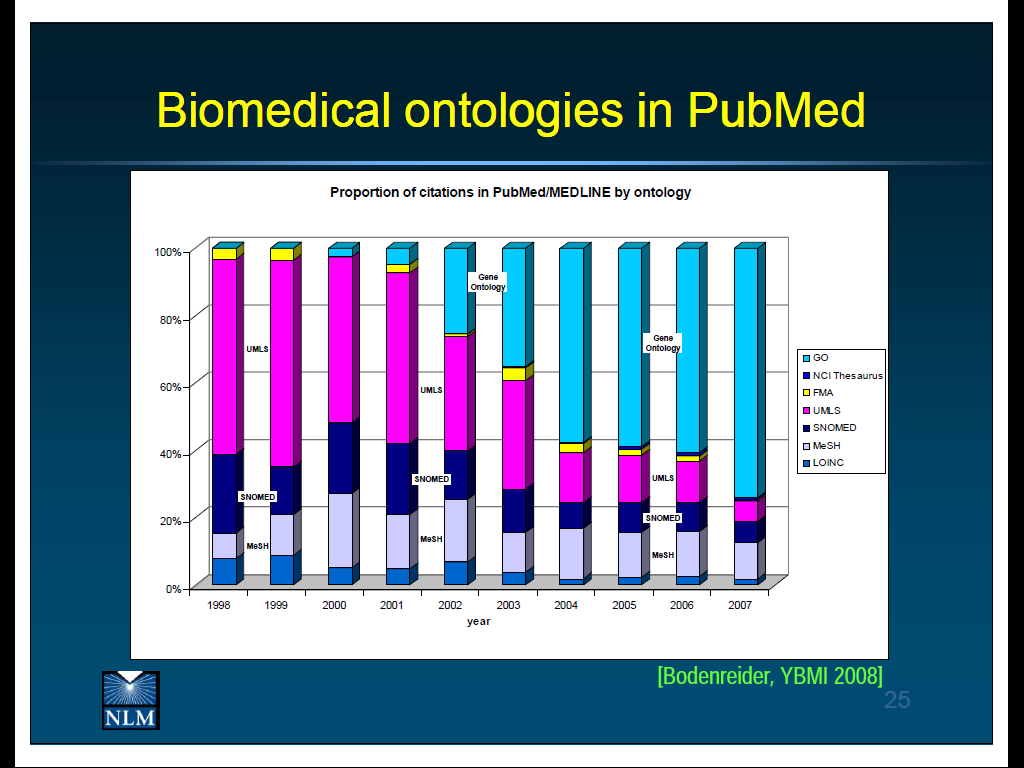 Biomedical ontologies in PubMed
Proportion of citations in PubMed/MEDLINE by ontology
100%
80%
60%
40%
20%
0%
Gene
Ontology
Gene
Ontology
UMLS
UMLS
UMLS
SNOMED
SNOMED
SNOMED
MeSH
MeSH
MeSH
1998 1999 2000 2001 2002 2003 2004 2005 2006 2007
year
GO
NCI Thesaurus
FMA
UMLS
SNOMED
MeSH
LOINC
[Bodenreider, YBMI 2008]
25
NLM